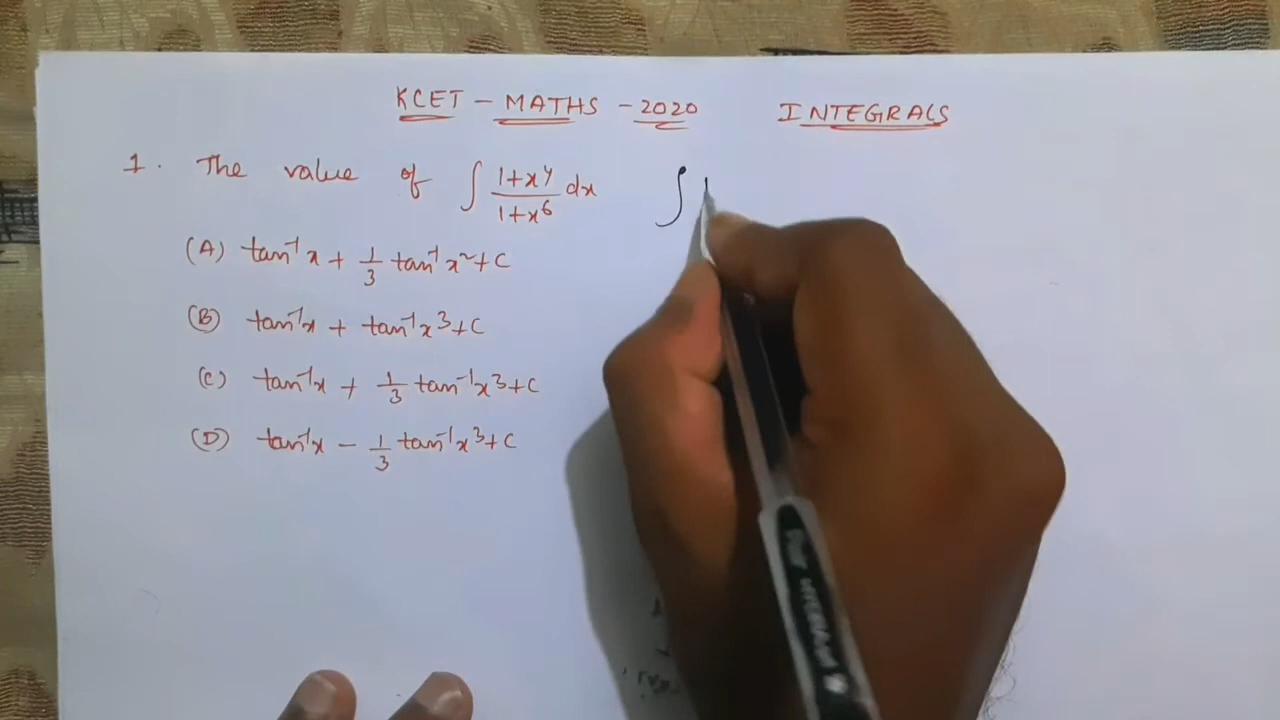 KCET - MATHS - 2020 INTEGRALS
1. The value of ∫ (1+x⁴)/(1+x⁶) dx ∫ 1
(A) tan⁻¹x + 1/3 tan⁻¹x² + C
(B) tan⁻¹x + tan⁻¹x³ + C
(C) tan⁻¹x + 1/3 tan⁻¹x³ + C
(D) tan⁻¹x - 1/3 tan⁻¹x³ + C